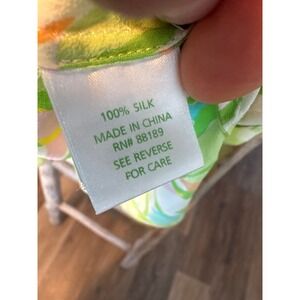 100% SILK
MADE IN CHINA
RN# 88189
SEE REVERSE
FOR CARE